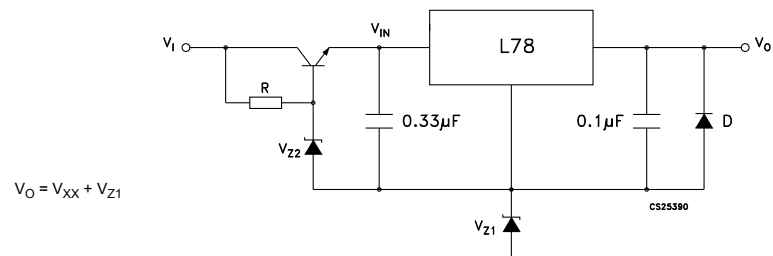 V_I
V_IN
L78
V_O
R
0.33µF
0.1µF
D
V_Z2
V_O = V_XX + V_Z1
CS25390
V_Z1